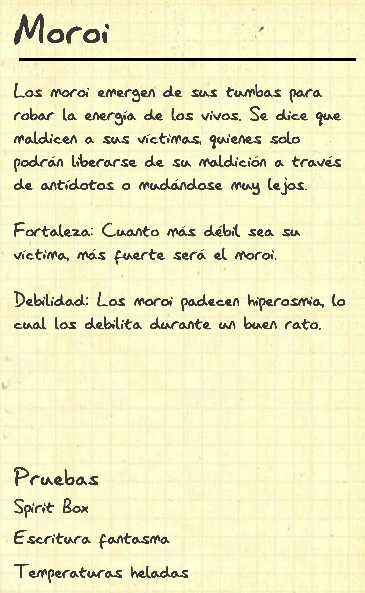 Moroi
Los moroi emergen de sus tumbas para
robar la energía de los vivos. Se dice que
maldicen a sus víctimas, quienes solo
podrán liberarse de su maldición a través
de antídotos o mudándose muy lejos.
Fortaleza: Cuanto más débil sea su
víctima, más fuerte será el moroi.
Debilidad: Los moroi padecen hiperosmia, lo
cual los debilita durante un buen rato.
Pruebas
Spirit Box
Escritura fantasma
Temperaturas heladas